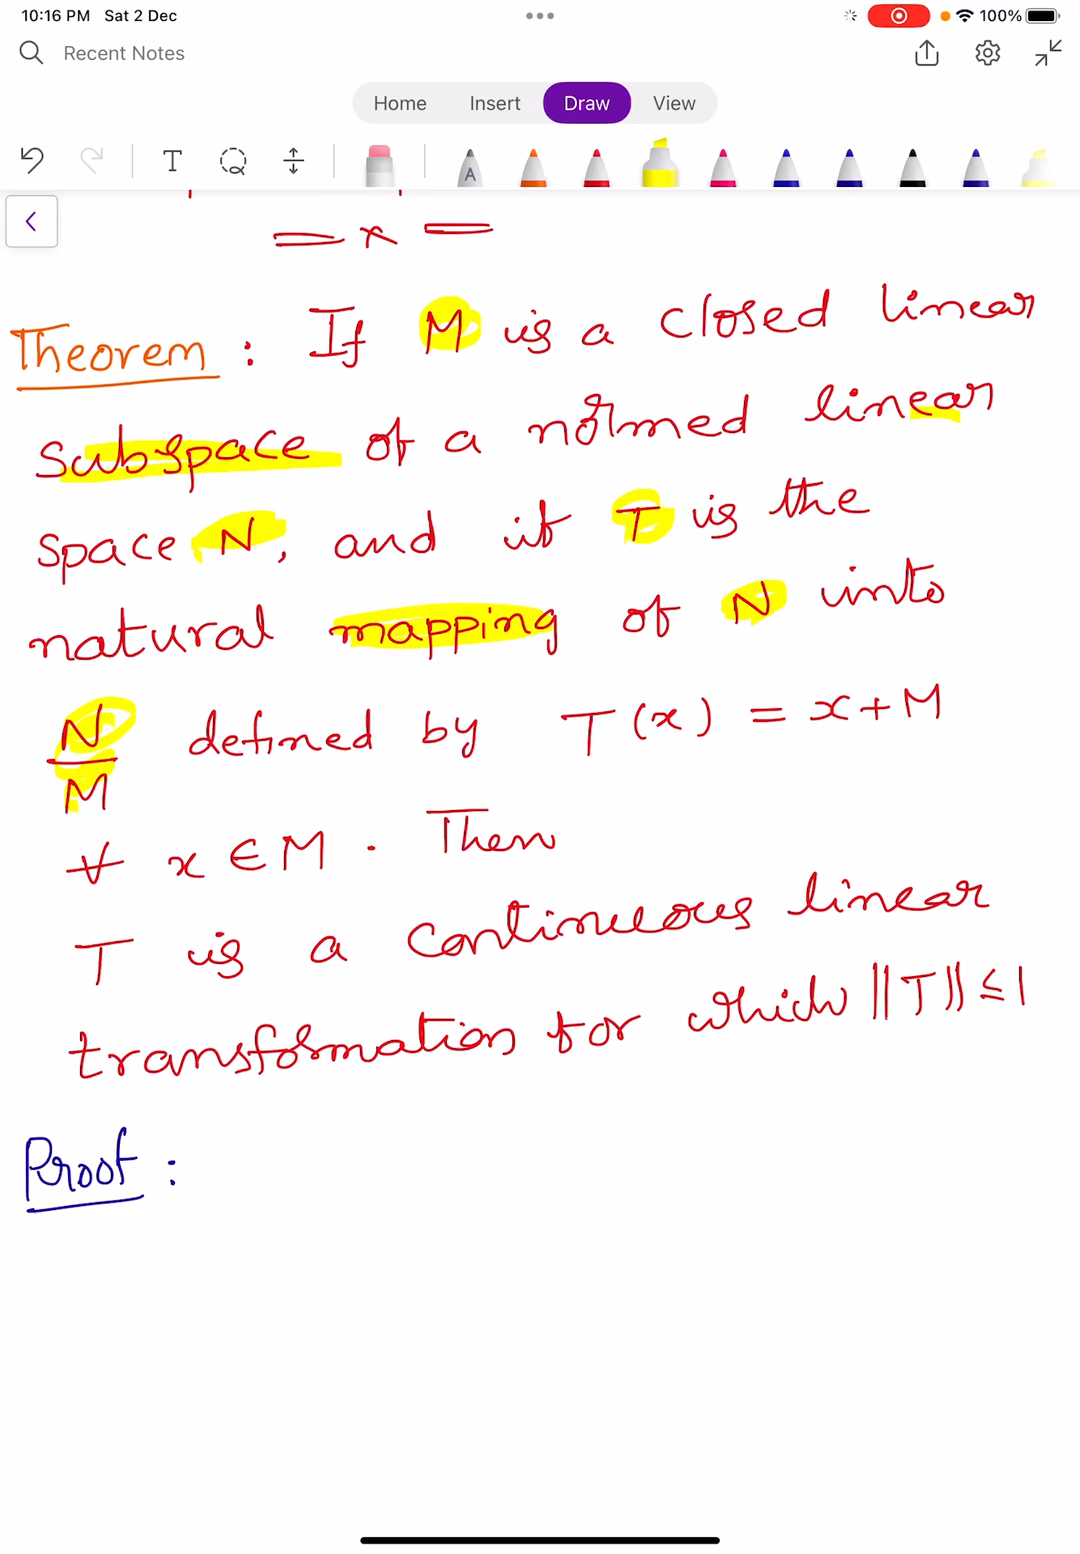 10:16 PM Sat 2 Dec
100%
Recent Notes
Home Insert Draw View
T
A
= x =
Theorem : If M is a closed linear
subspace of a normed linear
space N, and if T is the
natural mapping of N into
N/M defined by T(x) = x+M
∀ x ∈ M . Then
T is a continuous linear
transformation for which ||T|| ≤ 1
Proof :